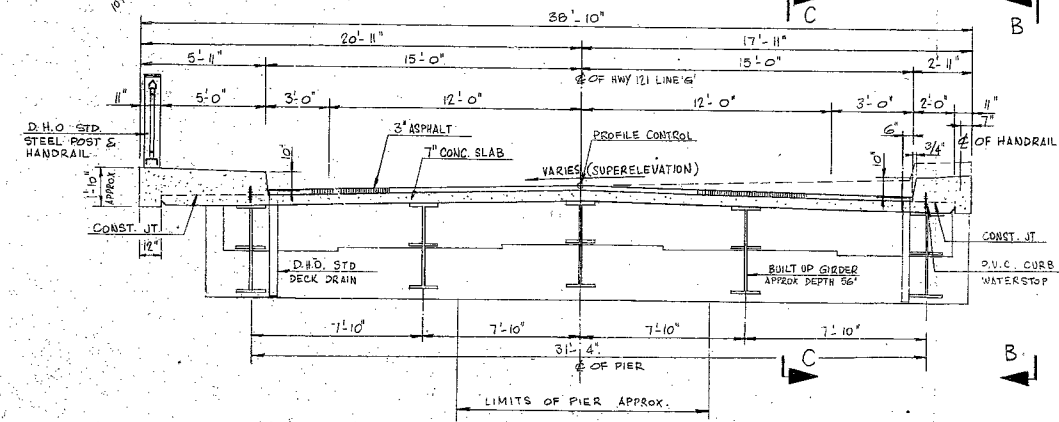 C
B
38'-10"
20'-11"
17'-11"
5'-11"
15'-0"
15'-0"
2'-11"
℄ OF HWY 121 LINE 'G'
11"
5'-0"
3'-0"
12'-0"
12'-0"
3'-0"
2'-0"
11"
7"
6"
℄ OF HANDRAIL
3/4"
D.H.O. STD.
STEEL POST &
HANDRAIL
3" ASPHALT
PROFILE CONTROL
7" CONC. SLAB
VARIES (SUPERELEVATION)
10"
10"
1'-10"
APPROX
CONST. JT.
12"
CONST. JT.
D.H.O. STD
DECK DRAIN
BUILT UP GIRDER
APPROX DEPTH 56"
P.V.C. CURB
WATERSTOP
7'-10"
7'-10"
7'-10"
7'-10"
31'-4"
℄ OF PIER
C
B
LIMITS OF PIER APPROX.